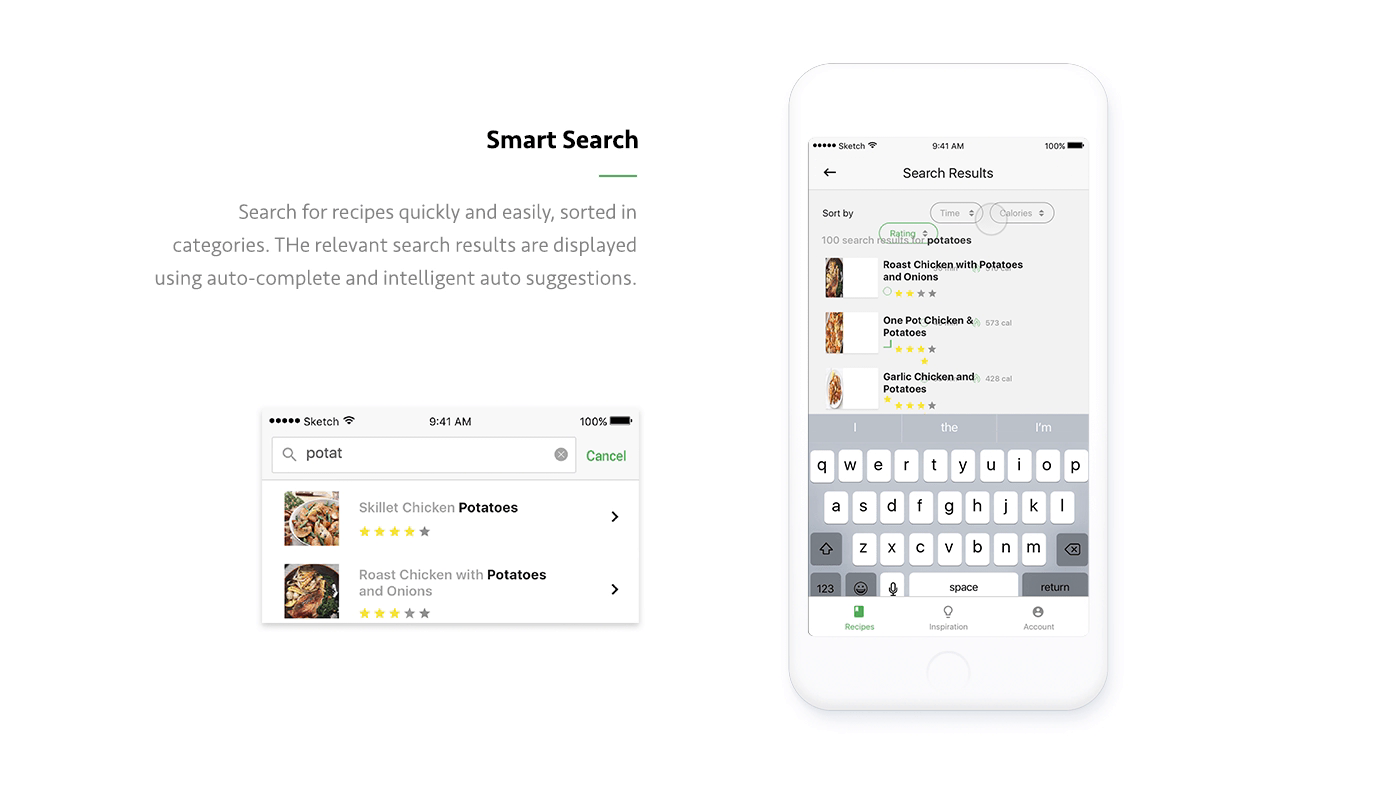 Smart Search
Search for recipes quickly and easily, sorted in
categories. THe relevant search results are displayed
using auto-complete and intelligent auto suggestions.
Sketch 9:41 AM 100%
potat Cancel
Skillet Chicken Potatoes
Roast Chicken with Potatoes
and Onions
Sketch 9:41 AM 100%
Search Results
Sort by Time Calories
Rating
100 search results for potatoes
Roast Chicken with Potatoes
and Onions
One Pot Chicken &
573 cal
Potatoes
Garlic Chicken and
428 cal
Potatoes
I the I'm
q w e r t y u i o p
a s d f g h j k l
z x c v b n m
123 space return
Recipes Inspiration Account